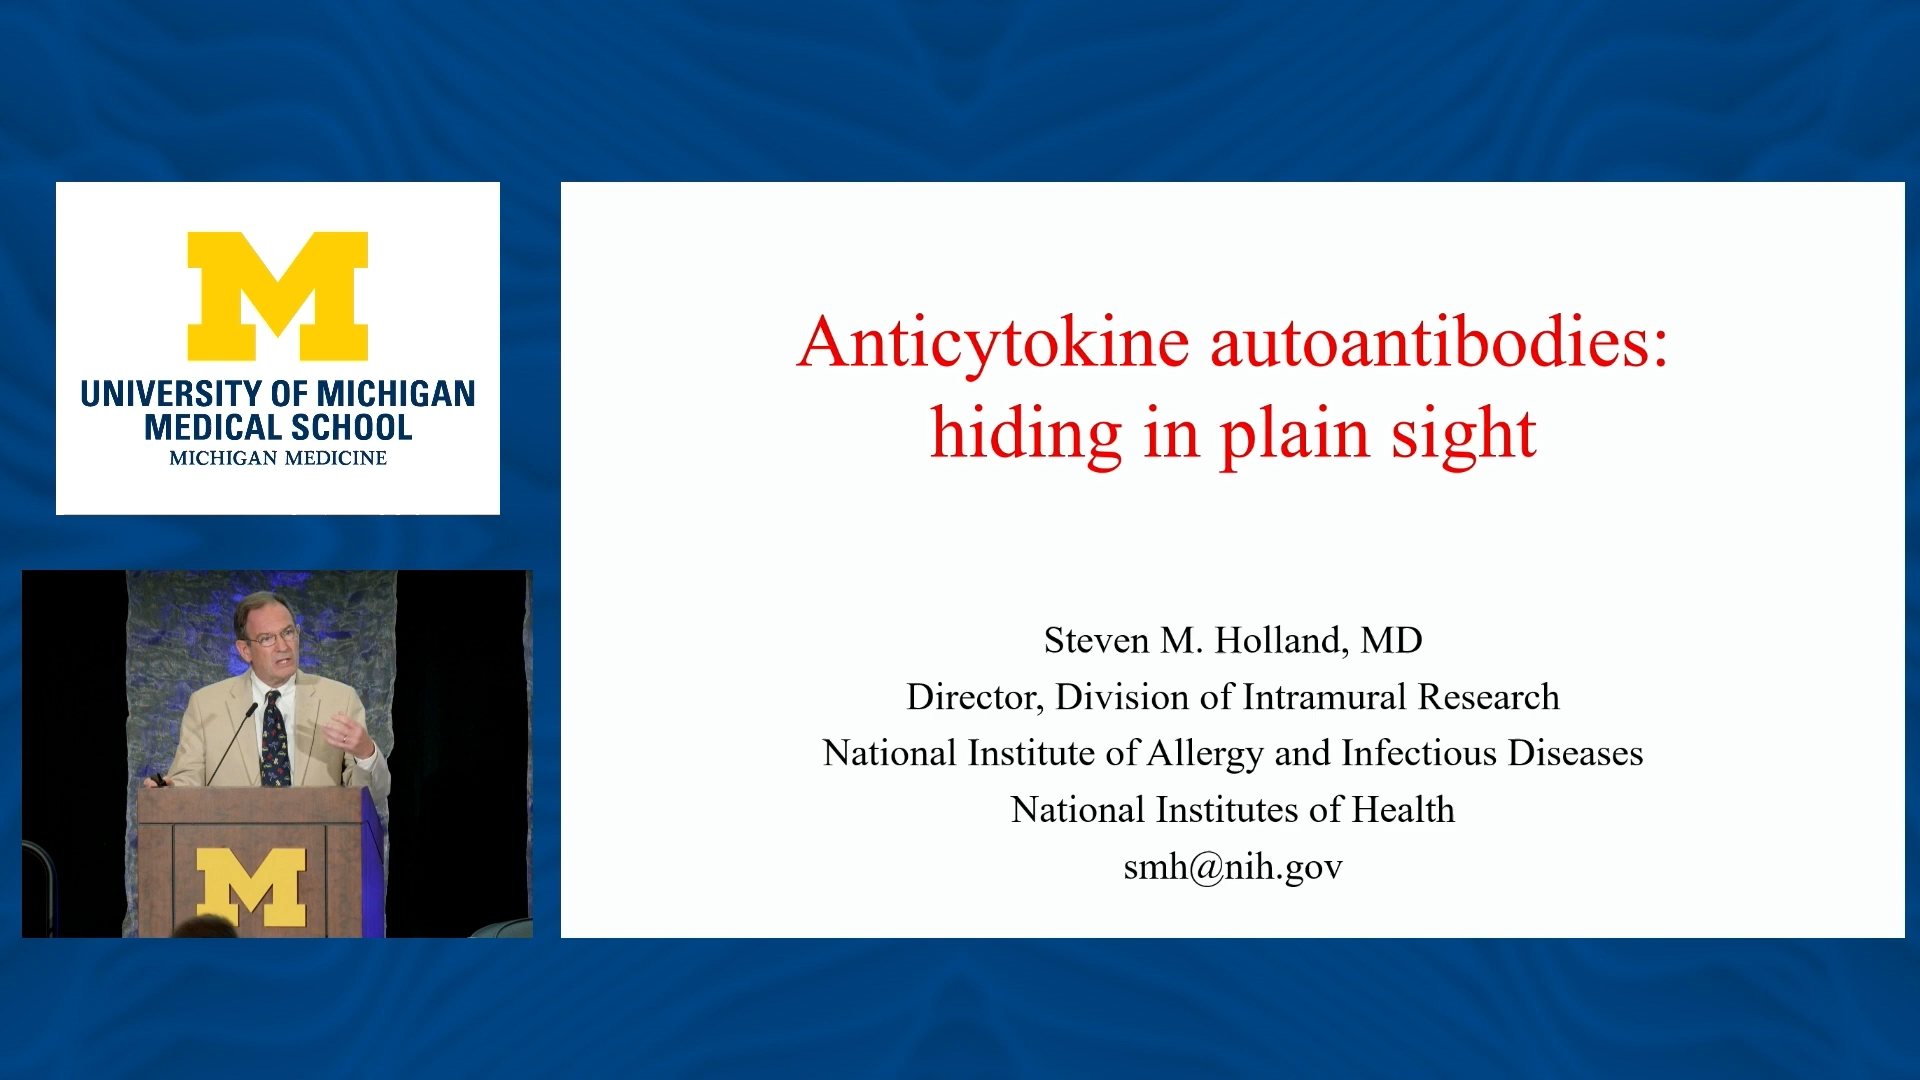 M
UNIVERSITY OF MICHIGAN
MEDICAL SCHOOL
MICHIGAN MEDICINE
Anticytokine autoantibodies:
hiding in plain sight
Steven M. Holland, MD
Director, Division of Intramural Research
National Institute of Allergy and Infectious Diseases
National Institutes of Health
smh@nih.gov
M